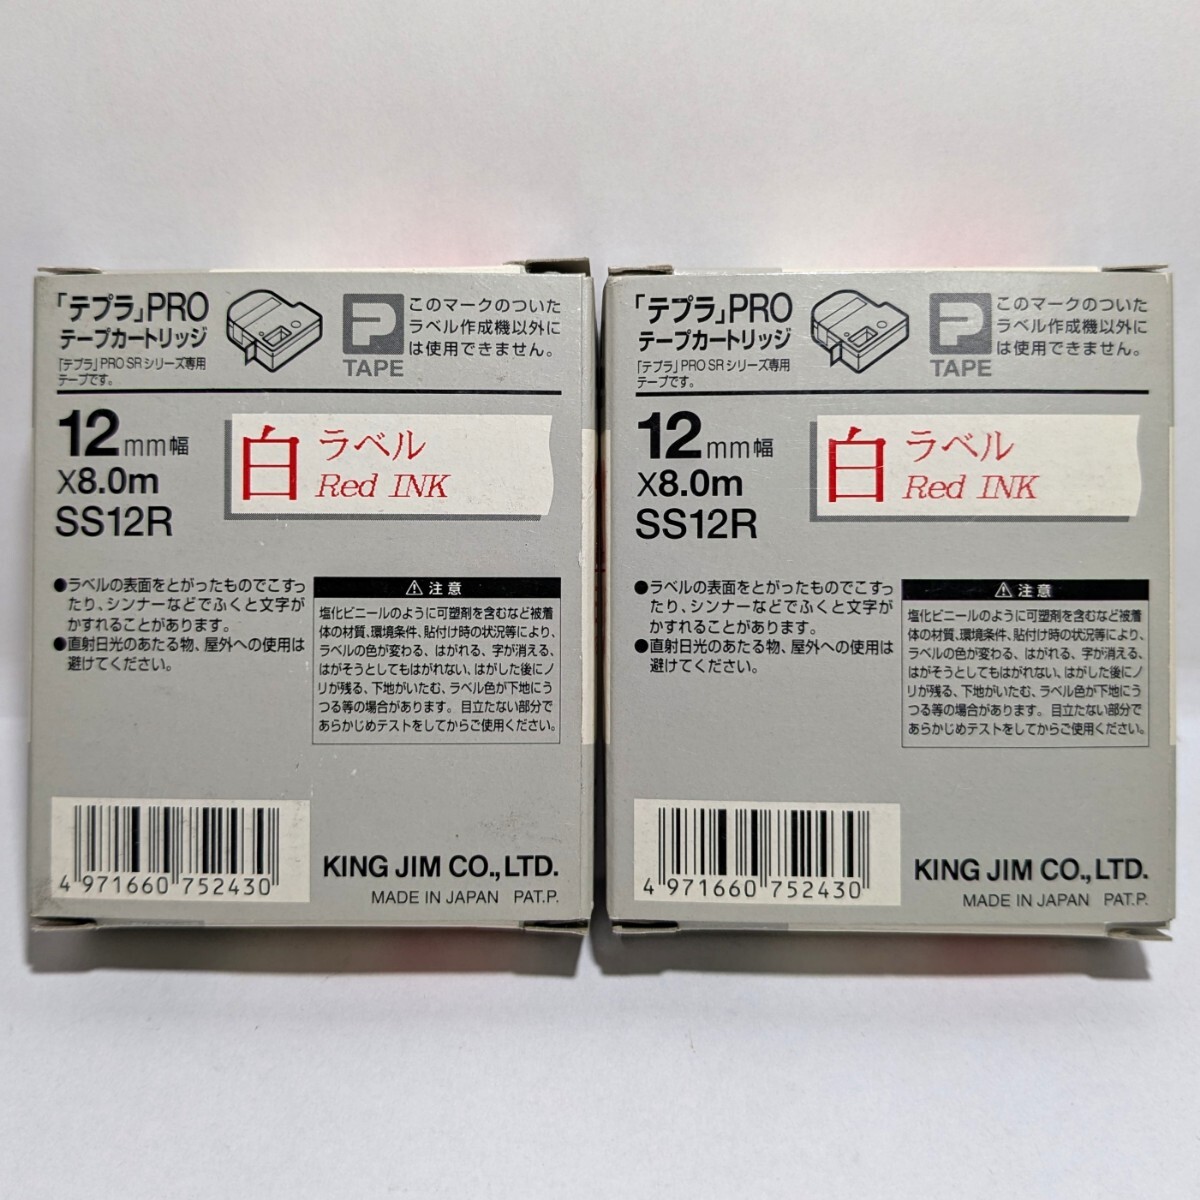 「テプラ」PRO
テープカートリッジ
「テプラ」PRO SRシリーズ専用
テープです。
P
TAPE
このマークのついた
ラベル作成機以外に
は使用できません。
12mm幅
X8.0m
SS12R
白 ラベル
Red INK
●ラベルの表面をとがったものでこすっ
たり、シンナーなどでふくと文字が
かすれることがあります。
●直射日光のあたる物、屋外への使用は
避けてください。
⚠注意
塩化ビニールのように可塑剤を含むなど被着
体の材質、環境条件、貼付け時の状況等により、
ラベルの色が変わる、はがれる、字が消える、
はがそうとしてもはがれない、はがした後にノ
リが残る、下地がいたむ、ラベル色が下地にう
つる等の場合があります。目立たない部分で
あらかじめテストをしてからご使用ください。
4 971660 752430
KING JIM CO.,LTD.
MADE IN JAPAN PAT.P.
「テプラ」PRO
テープカートリッジ
「テプラ」PRO SRシリーズ専用
テープです。
P
TAPE
このマークのついた
ラベル作成機以外に
は使用できません。
12mm幅
X8.0m
SS12R
白 ラベル
Red INK
●ラベルの表面をとがったものでこすっ
たり、シンナーなどでふくと文字が
かすれることがあります。
●直射日光のあたる物、屋外への使用は
避けてください。
⚠注意
塩化ビニールのように可塑剤を含むなど被着
体の材質、環境条件、貼付け時の状況等により、
ラベルの色が変わる、はがれる、字が消える、
はがそうとしてもはがれない、はがした後にノ
リが残る、下地がいたむ、ラベル色が下地にう
つる等の場合があります。目立たない部分で
あらかじめテストをしてからご使用ください。
4 971660 752430
KING JIM CO.,LTD.
MADE IN JAPAN PAT.P.